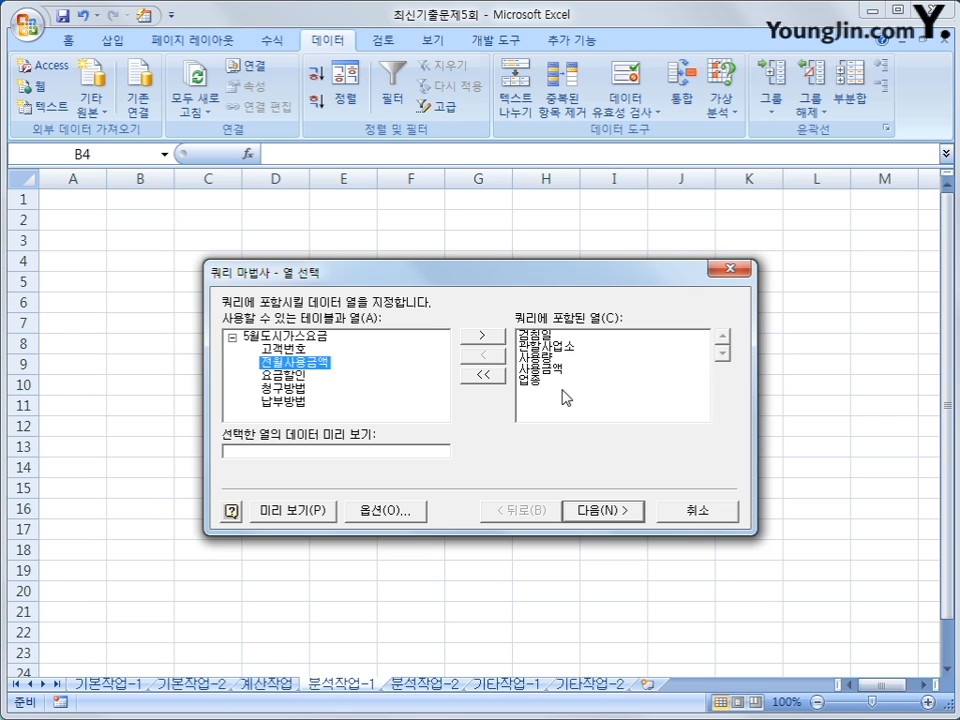 최신기출문제5회 - Microsoft Excel
YoungJin.com Y.
홈 삽입 페이지 레이아웃 수식 데이터 검토 보기 개발 도구 추가 기능
Access
웹
텍스트
기타 원본
기존 연결
모두 새로 고침
연결
속성
연결 편집
정렬
필터
지우기
다시 적용
고급
텍스트 나누기
중복된 항목 제거
데이터 유효성 검사
통합
가상 분석
그룹
그룹 해제
부분합
외부 데이터 가져오기 연결 정렬 및 필터 데이터 도구 윤곽선
B4 fx
A B C D E F G H I J K L M
1
2
3
4
5
6
7
8
9
10
11
12
13
14
15
16
17
18
19
20
21
22
23
24
쿼리 마법사 - 열 선택
쿼리에 포함시킬 데이터 열을 지정합니다.
사용할 수 있는 테이블과 열(A):
5월도시가스요금
고객번호
전월사용금액
요금할인
청구방법
납부방법
>
<
<<
쿼리에 포함된 열(C):
검침일
관할사업소
사용량
사용금액
업종
선택한 열의 데이터 미리 보기:
미리 보기(P) 옵션(O)... < 뒤로(B) 다음(N) > 취소
기본작업-1 기본작업-2 계산작업 분석작업-1 분석작업-2 기타작업-1 기타작업-2
준비 100%